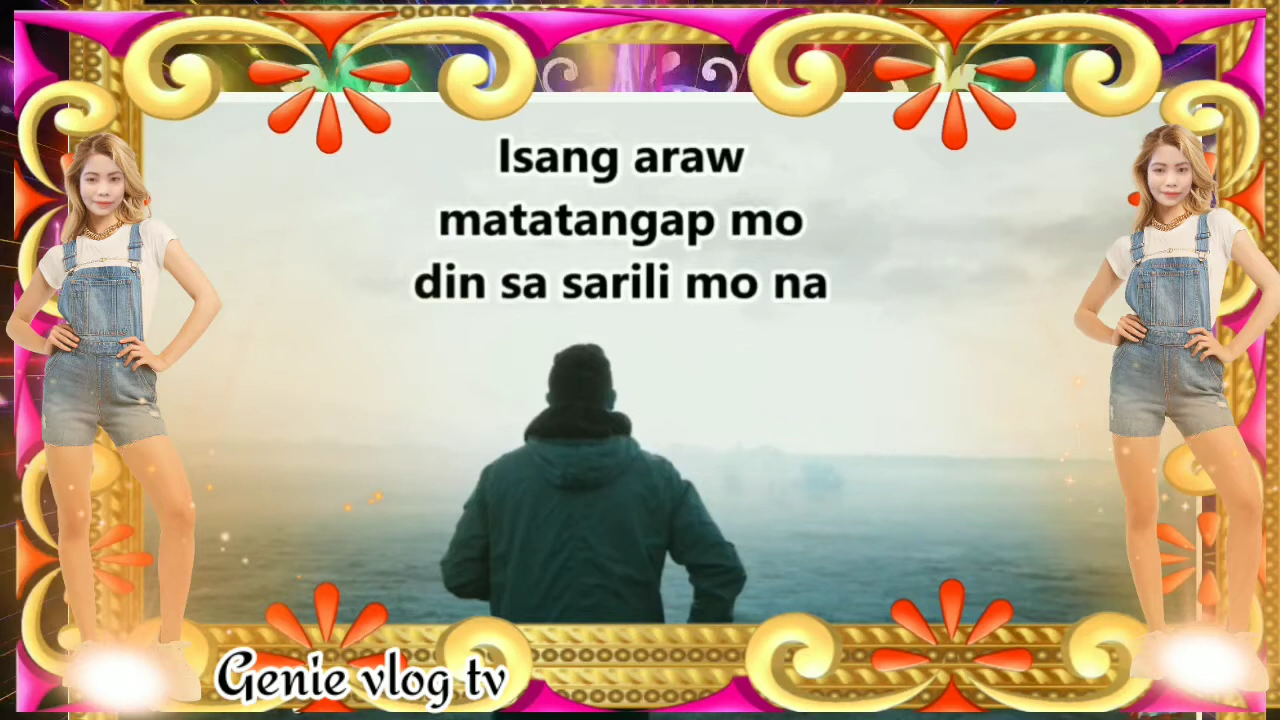 Isang araw
matatangap mo
din sa sarili mo na
Genie vlog tv